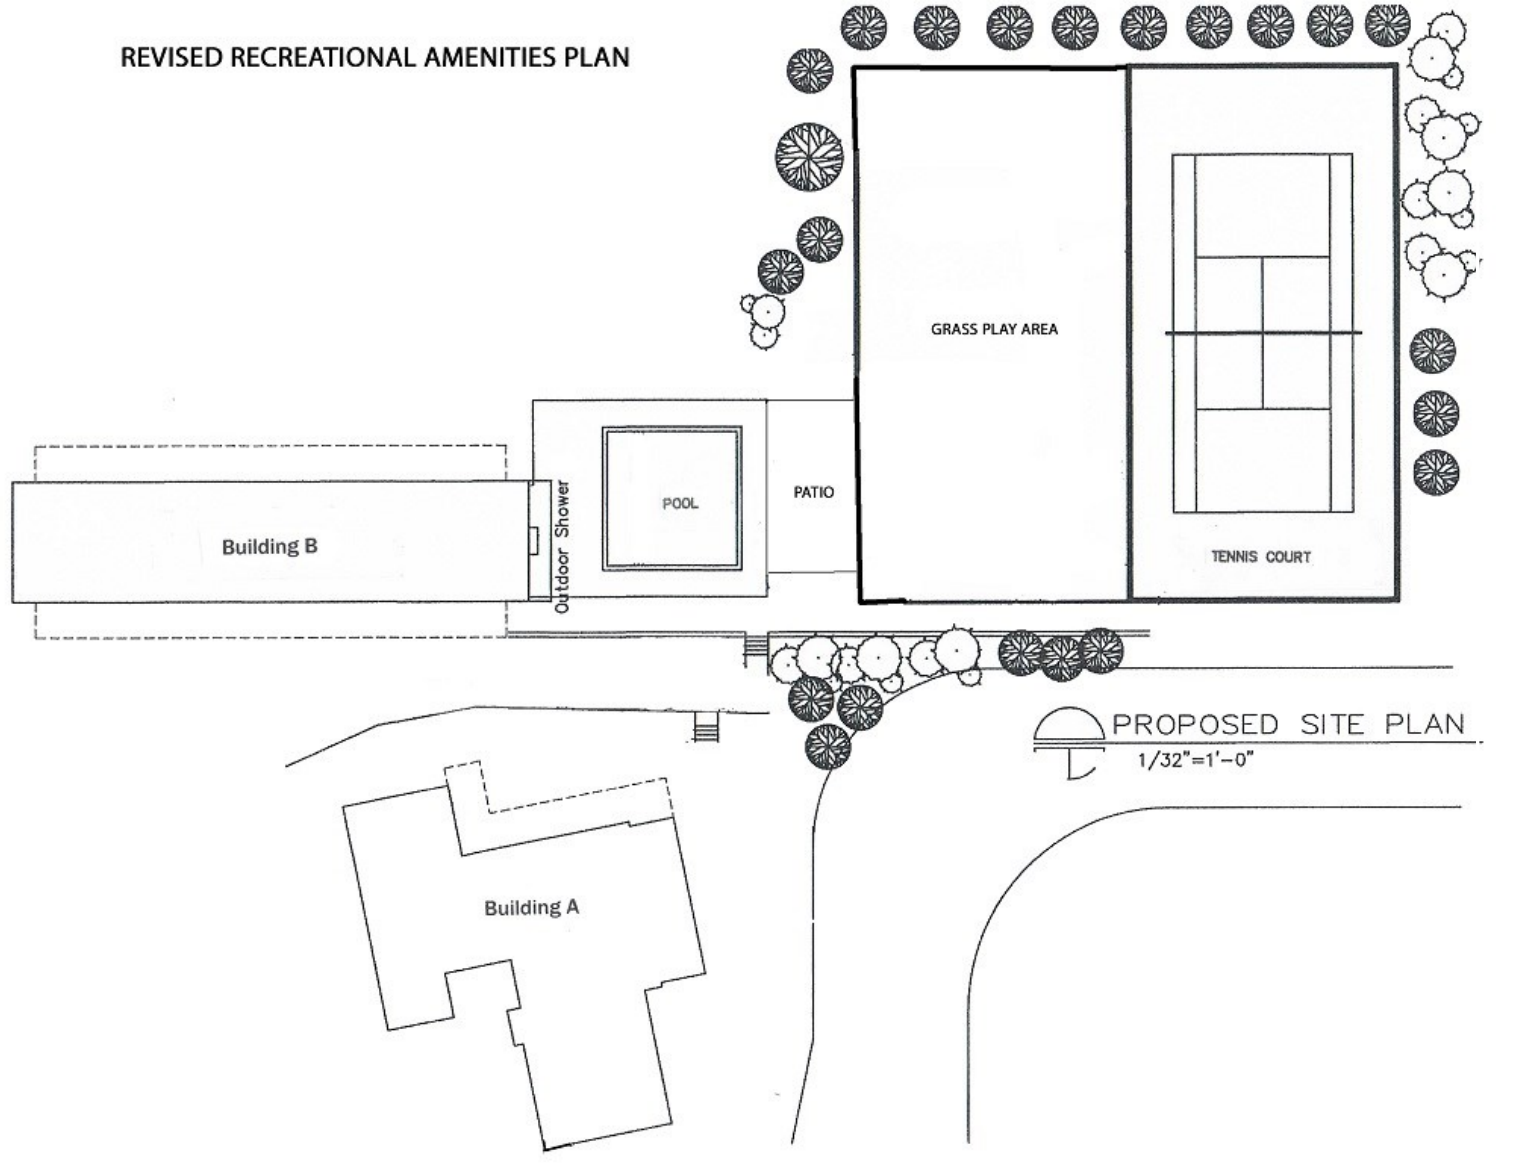 REVISED RECREATIONAL AMENITIES PLAN
GRASS PLAY AREA
POOL
PATIO
Outdoor Shower
Building B
TENNIS COURT
PROPOSED SITE PLAN
1/32"=1'-0"
Building A